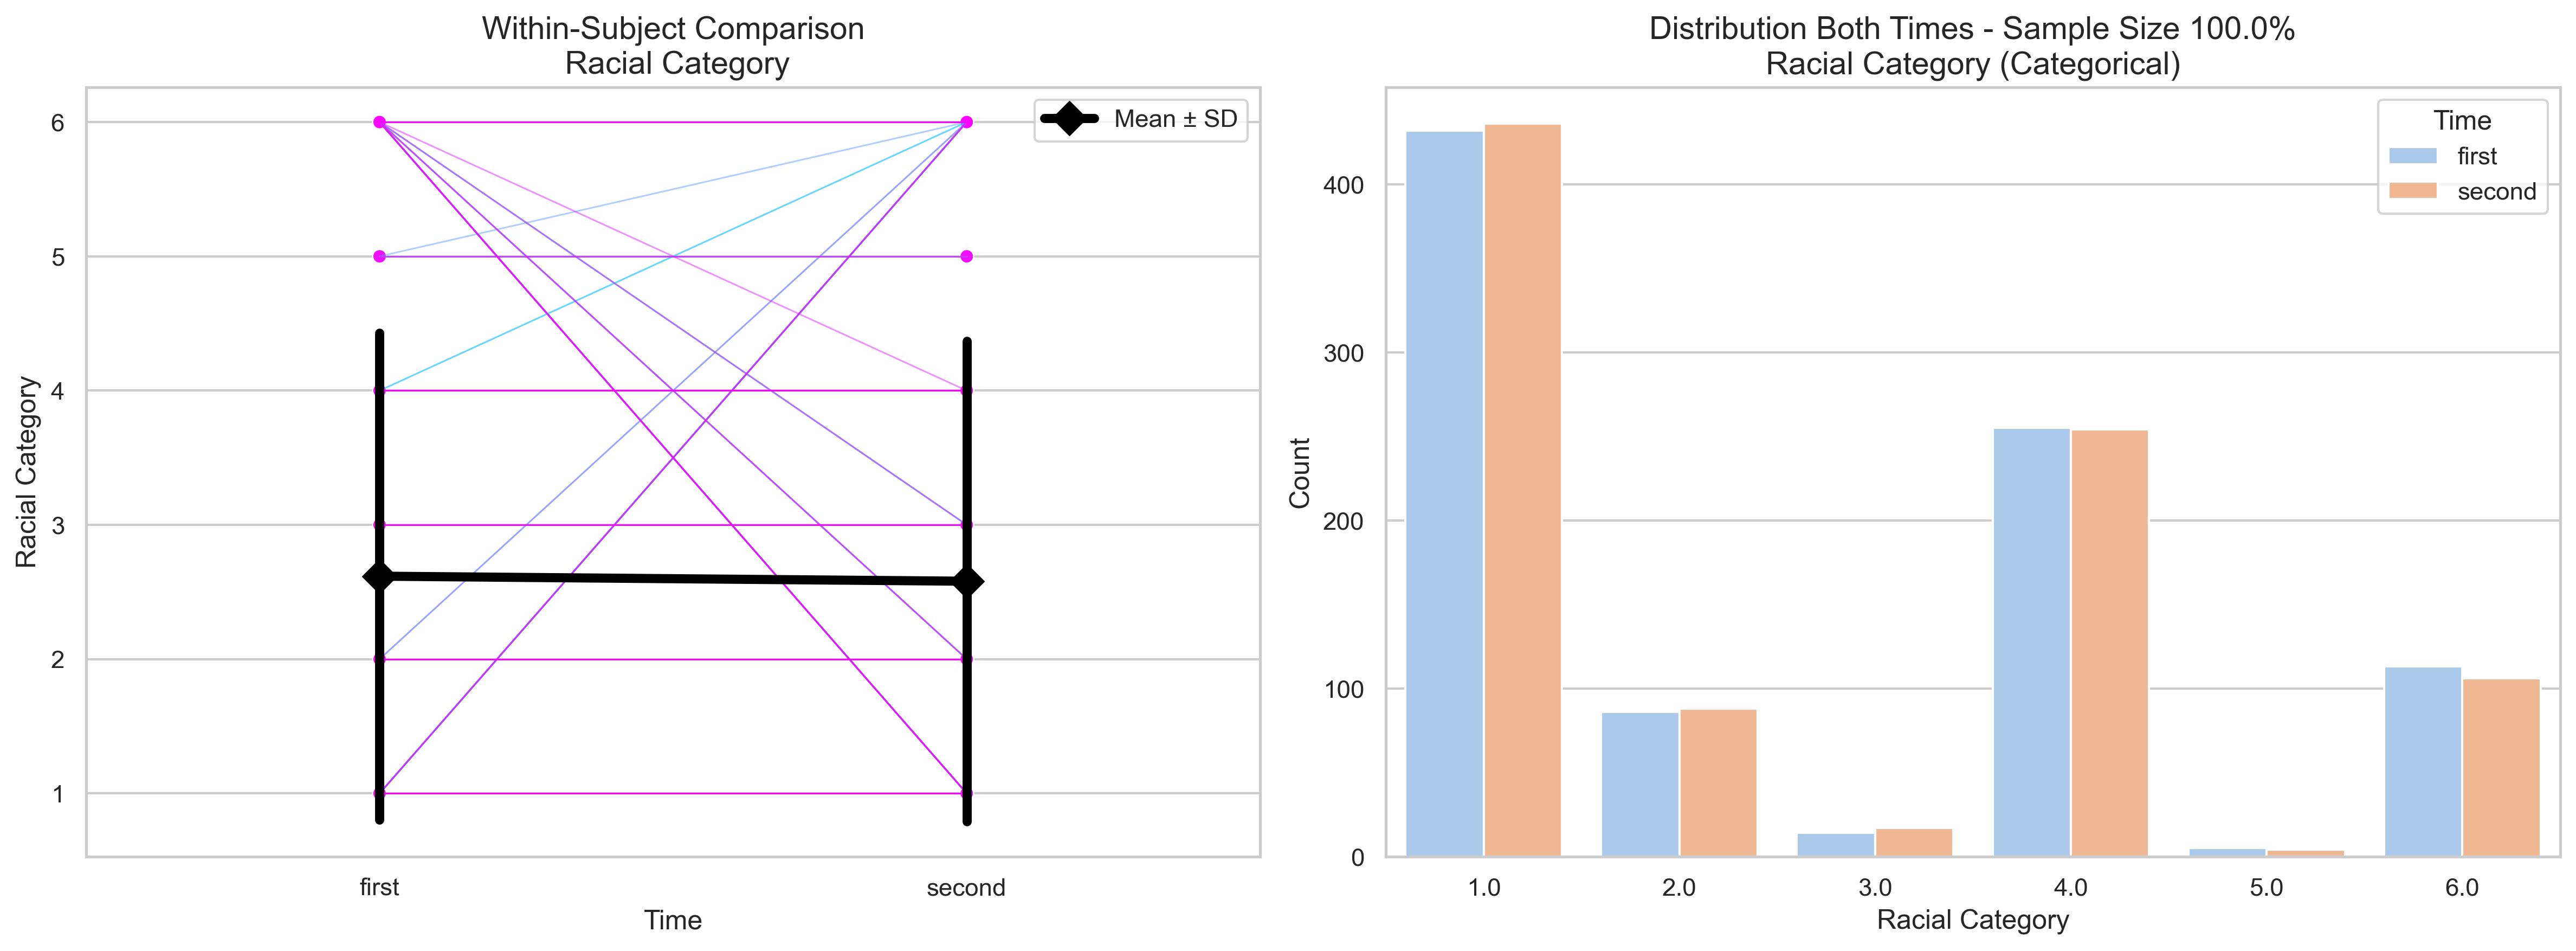 Within-Subject Comparison
Racial Category
Racial Category
6
5
4
3
2
1
Mean ± SD
first
second
Time
Distribution Both Times - Sample Size 100.0%
Racial Category (Categorical)
Count
400
300
200
100
0
Time
first
second
1.0
2.0
3.0
4.0
5.0
6.0
Racial Category